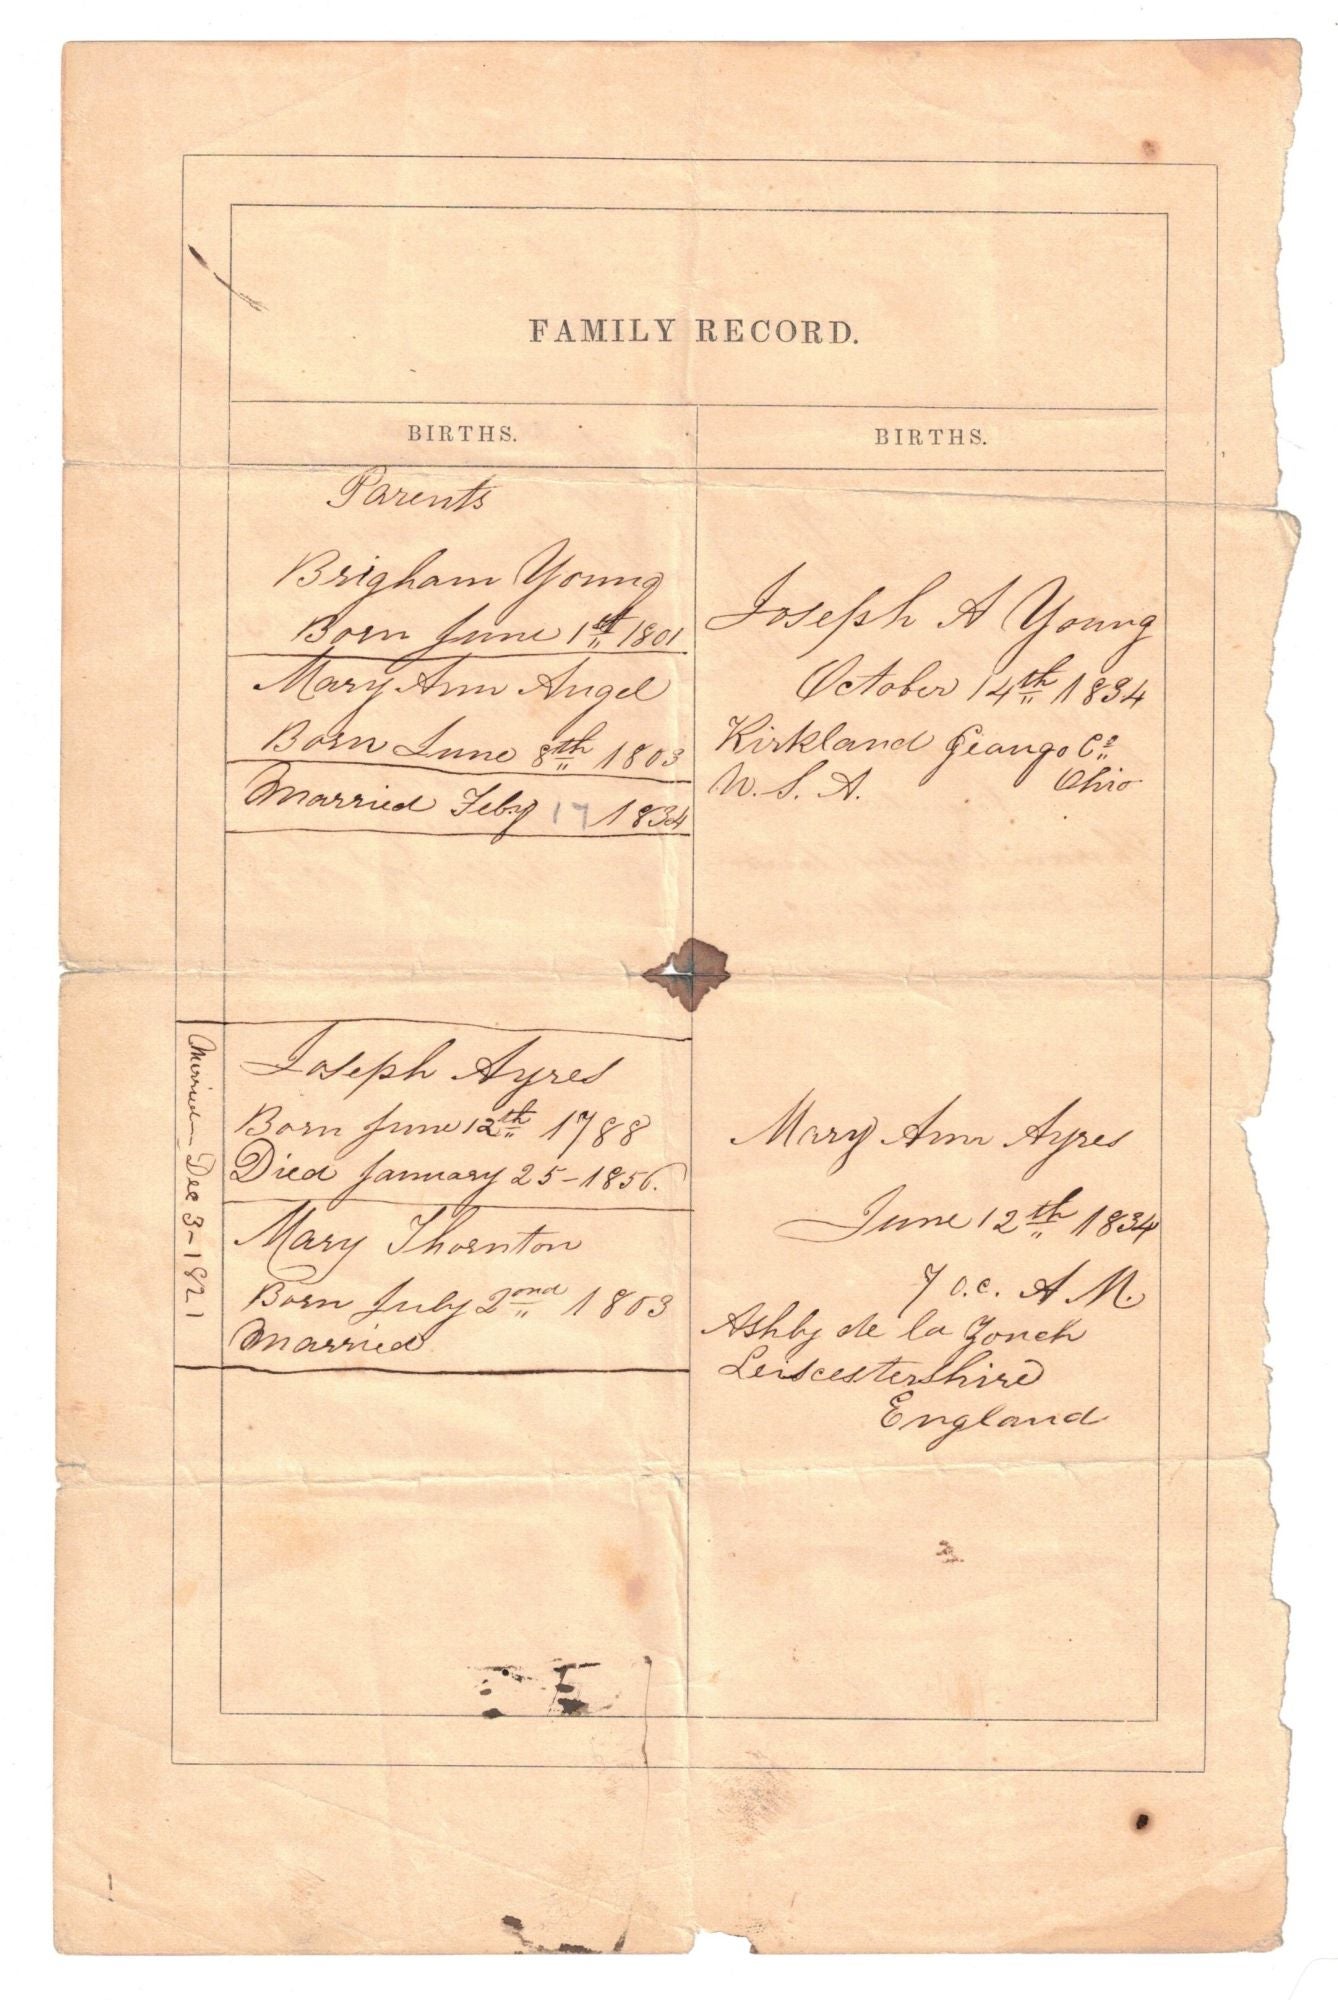 FAMILY RECORD.
BIRTHS.
Parents
Brigham Young
Born June 1st 1801
Mary Ann Angel
Born June 8th 1803
Married Feby 17 1834
Joseph Ayres
Born June 12th 1788
Died January 25-1856.
Mary Thornton
Born July 2ond 1803
Married
Married Dec 3-1821
BIRTHS.
Joseph A Young
October 14th 1834
Kirkland Geaugo Co
U.S.A. Ohio
Mary Ann Ayres
June 12th 1834
7 o.c. A M.
Ashby de la Zouch
Leiscestershire
England